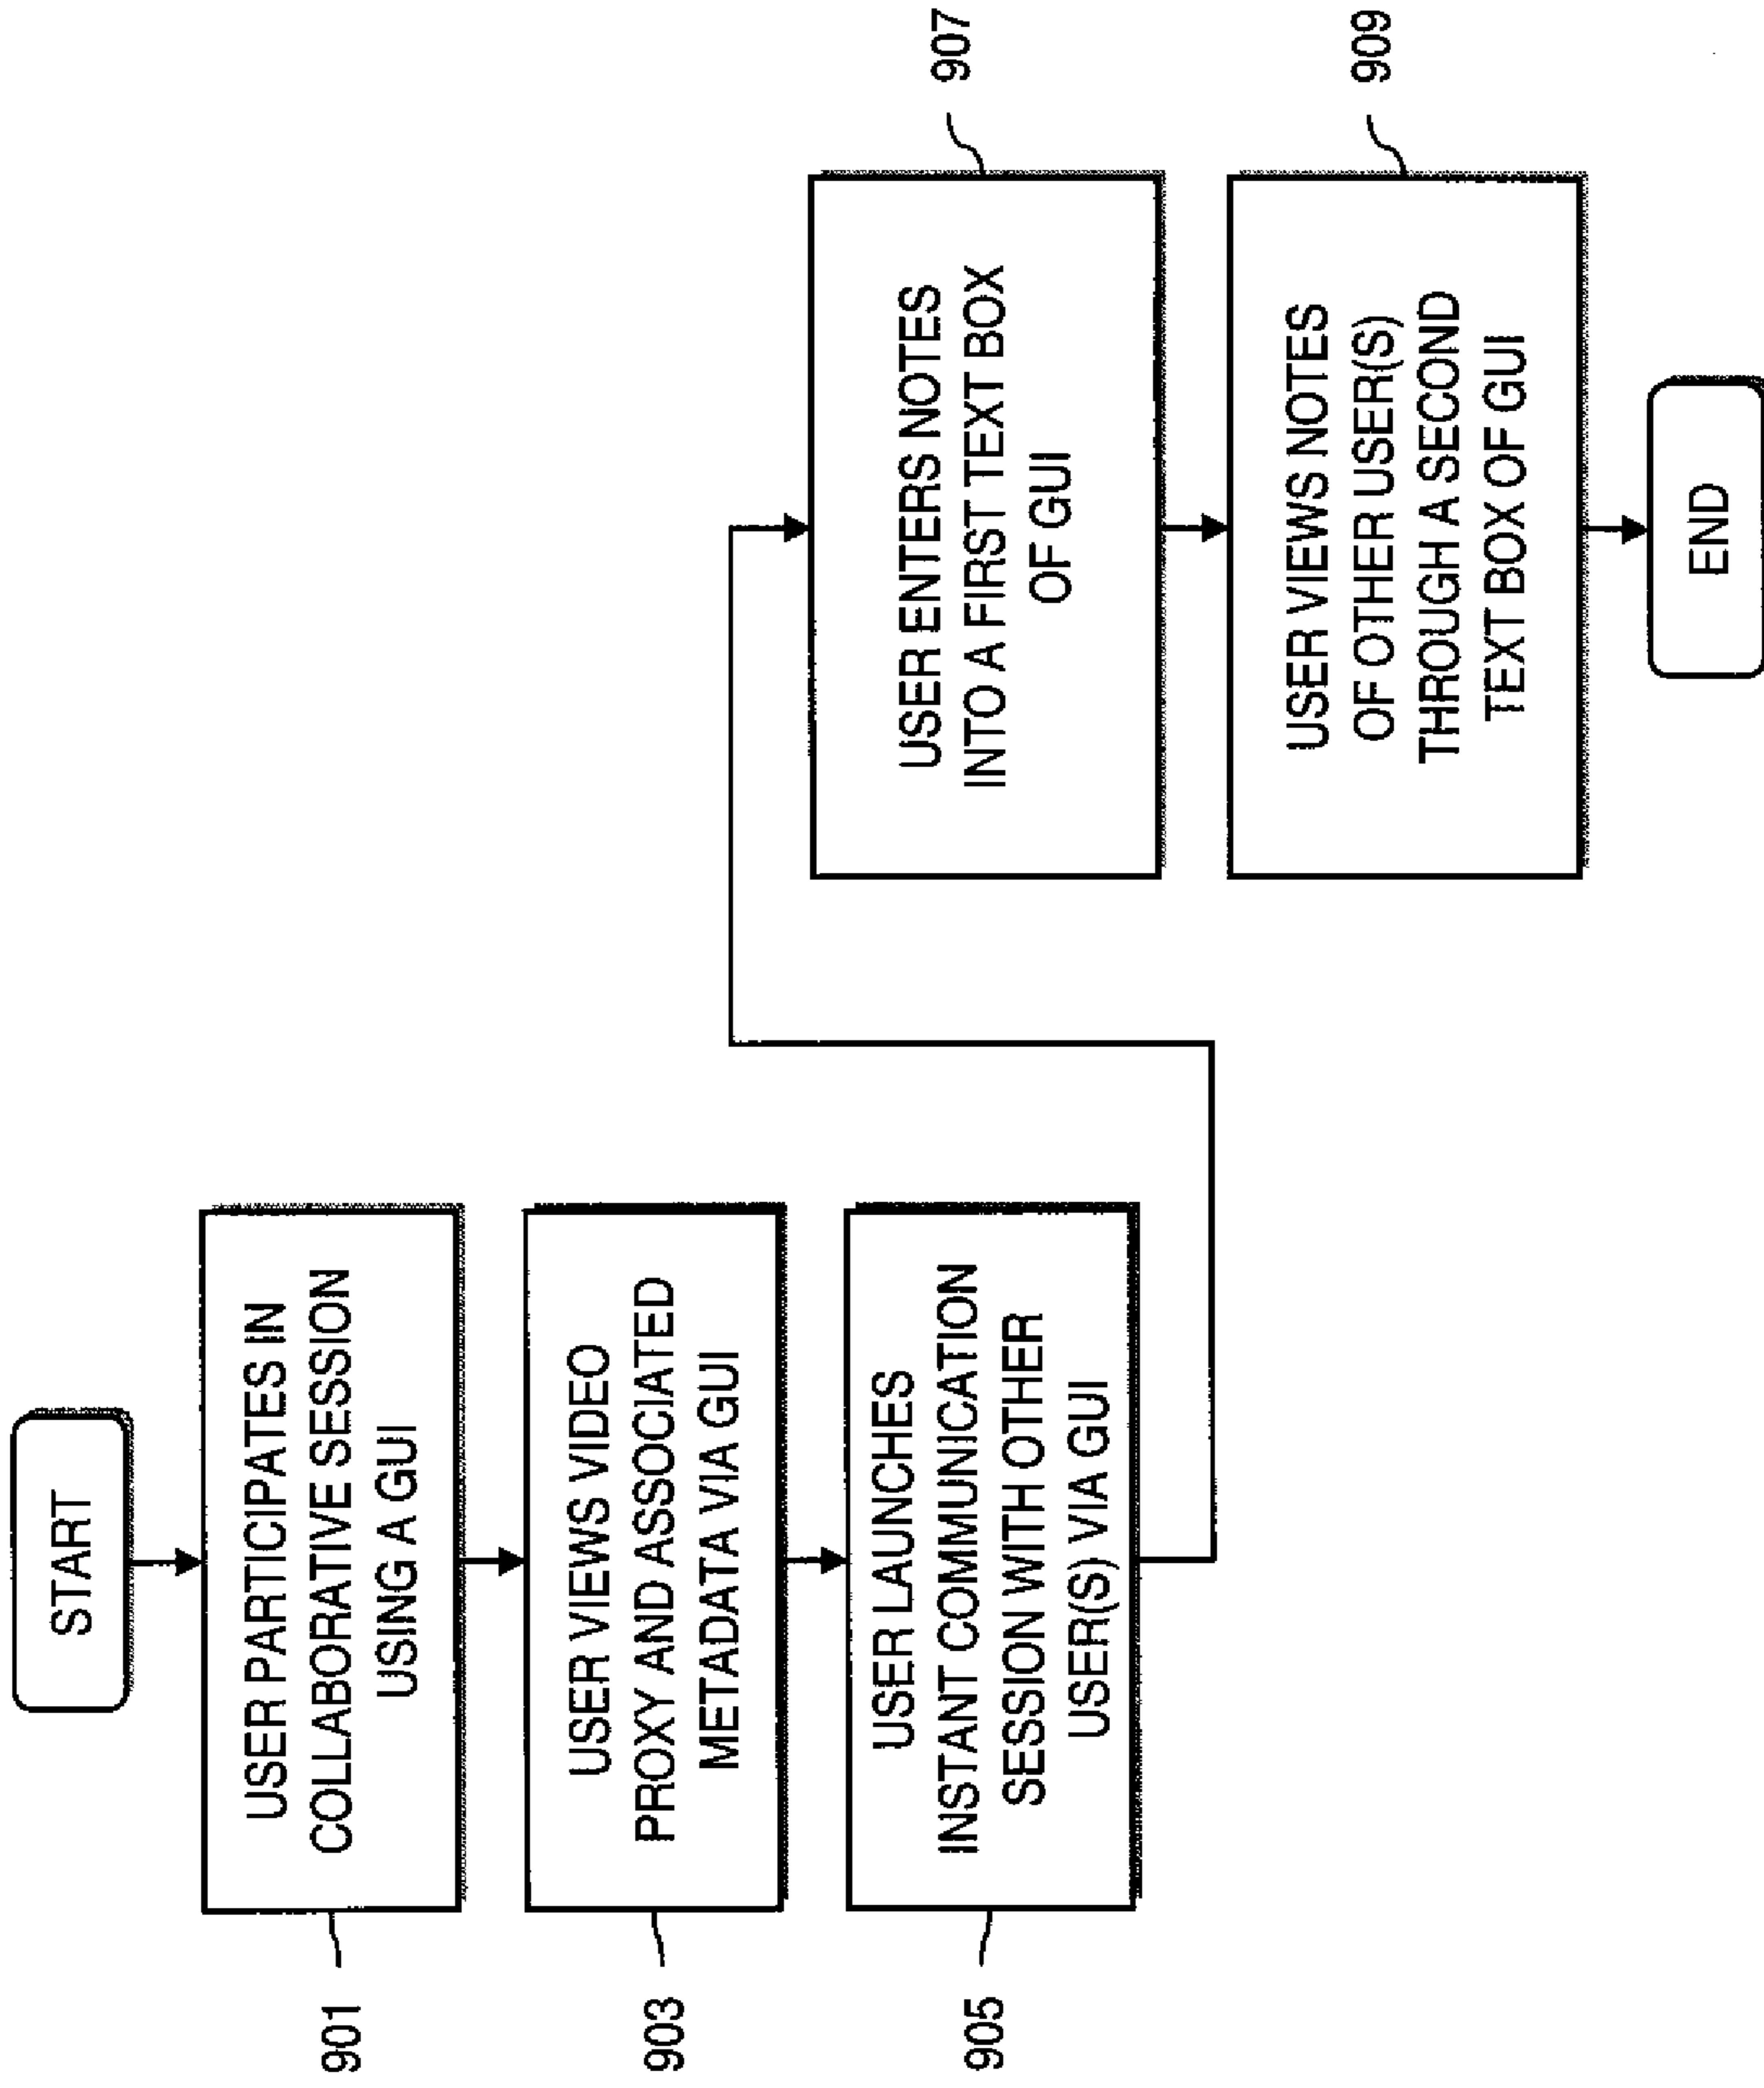 START
901
USER PARTICIPATES IN
COLLABORATIVE SESSION
USING A GUI
903
USER VIEWS VIDEO
PROXY AND ASSOCIATED
METADATA VIA GUI
905
USER LAUNCHES
INSTANT COMMUNICATION
SESSION WITH OTHER
USER(S) VIA GUI
907
USER ENTERS NOTES
INTO A FIRST TEXT BOX
OF GUI
909
USER VIEWS NOTES
OF OTHER USER(S)
THROUGH A SECOND
TEXT BOX OF GUI
END